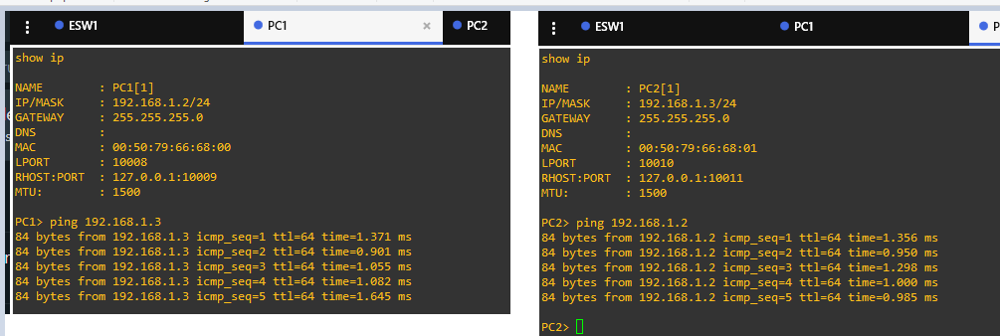 ESW1
PC1
×
PC2
show ip
NAME : PC1[1]
IP/MASK : 192.168.1.2/24
GATEWAY : 255.255.255.0
DNS :
MAC : 00:50:79:66:68:00
LPORT : 10008
RHOST:PORT : 127.0.0.1:10009
MTU: : 1500
PC1> ping 192.168.1.3
84 bytes from 192.168.1.3 icmp_seq=1 ttl=64 time=1.371 ms
84 bytes from 192.168.1.3 icmp_seq=2 ttl=64 time=0.901 ms
84 bytes from 192.168.1.3 icmp_seq=3 ttl=64 time=1.055 ms
84 bytes from 192.168.1.3 icmp_seq=4 ttl=64 time=1.082 ms
84 bytes from 192.168.1.3 icmp_seq=5 ttl=64 time=1.645 ms
ESW1
PC1
P
show ip
NAME : PC2[1]
IP/MASK : 192.168.1.3/24
GATEWAY : 255.255.255.0
DNS :
MAC : 00:50:79:66:68:01
LPORT : 10010
RHOST:PORT : 127.0.0.1:10011
MTU: : 1500
PC2> ping 192.168.1.2
84 bytes from 192.168.1.2 icmp_seq=1 ttl=64 time=1.356 ms
84 bytes from 192.168.1.2 icmp_seq=2 ttl=64 time=0.950 ms
84 bytes from 192.168.1.2 icmp_seq=3 ttl=64 time=1.298 ms
84 bytes from 192.168.1.2 icmp_seq=4 ttl=64 time=1.000 ms
84 bytes from 192.168.1.2 icmp_seq=5 ttl=64 time=0.985 ms
PC2>